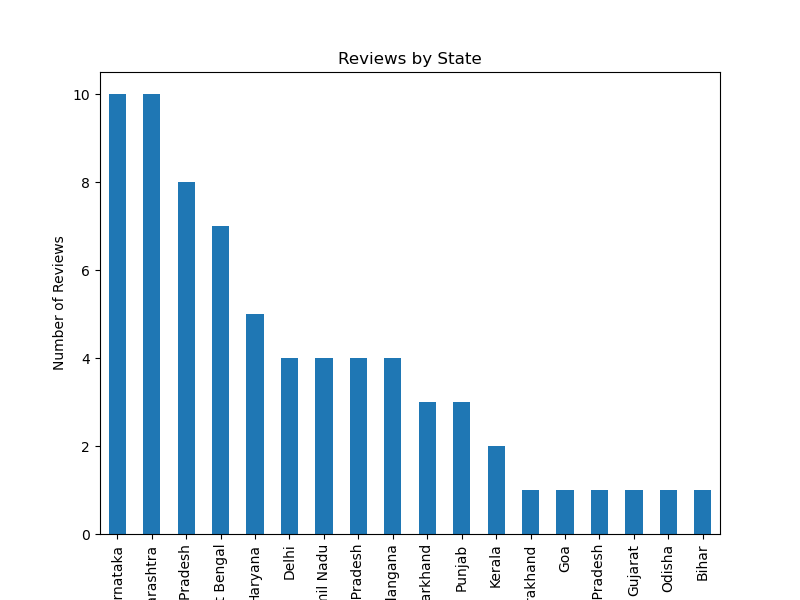 Reviews by State
Number of Reviews
10
8
6
4
2
0
rnataka
rashtra
Pradesh
t Bengal
Haryana
Delhi
nil Nadu
Pradesh
langana
arkhand
Punjab
Kerala
rakhand
Goa
Pradesh
Gujarat
Odisha
Bihar